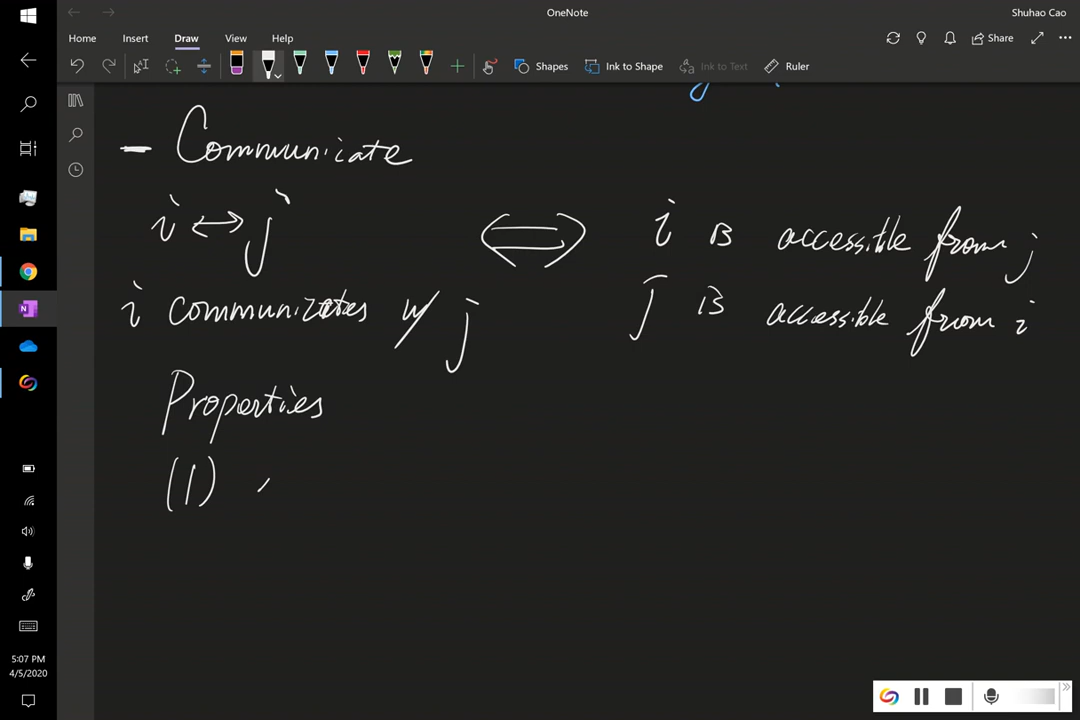 OneNote
Shuhao Cao
Home Insert Draw View Help
Share
Shapes Ink to Shape Ink to Text Ruler
- Communicate
i ↔ j ⟺ i is accessible from j
i communicates w/ j j is accessible from i
Properties
(1)
5:07 PM
4/5/2020